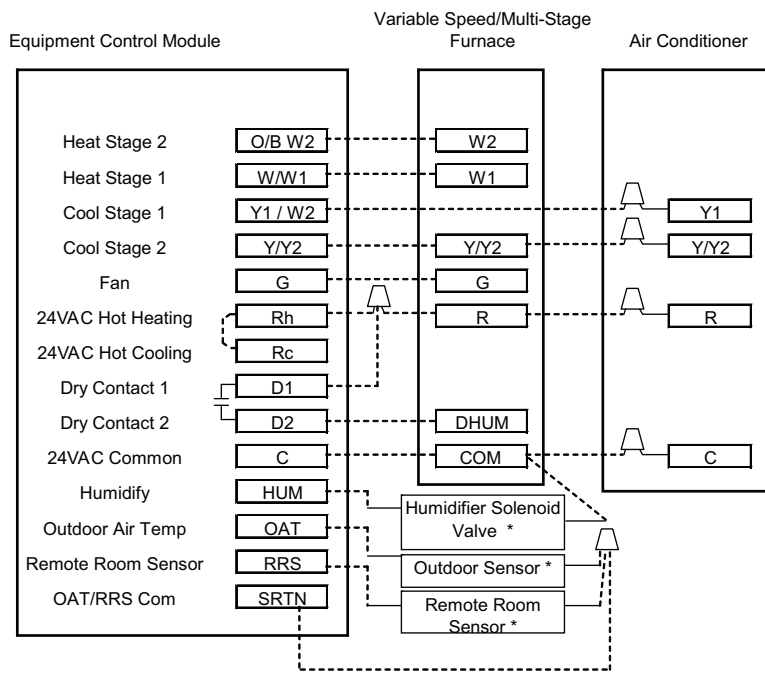 Equipment Control Module
Variable Speed/Multi-Stage
Furnace
Air Conditioner
Heat Stage 2 O/B W2 W2
Heat Stage 1 W/W1 W1
Cool Stage 1 Y1 / W2 Y1
Cool Stage 2 Y/Y2 Y/Y2 Y/Y2
Fan G G
24VAC Hot Heating Rh R R
24VAC Hot Cooling Rc
Dry Contact 1 D1
Dry Contact 2 D2 DHUM
24VAC Common C COM C
Humidify HUM
Humidifier Solenoid
Valve *
Outdoor Air Temp OAT
Outdoor Sensor *
Remote Room Sensor RRS
Remote Room
Sensor *
OAT/RRS Com SRTN